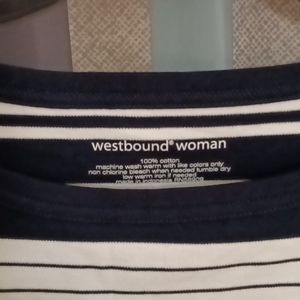 westbound® woman
100% cotton
machine wash warm with like colors only
non chlorine bleach when needed tumble dry
low warm iron if needed
made in